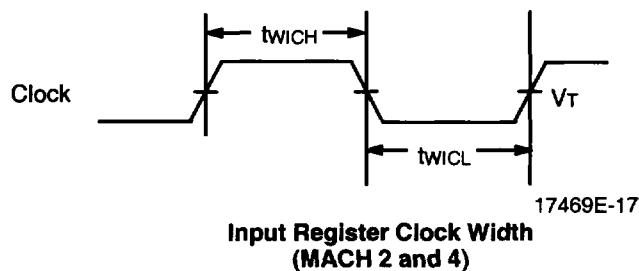 tWICH
Clock
VT
tWICL
17469E-17
Input Register Clock Width
(MACH 2 and 4)